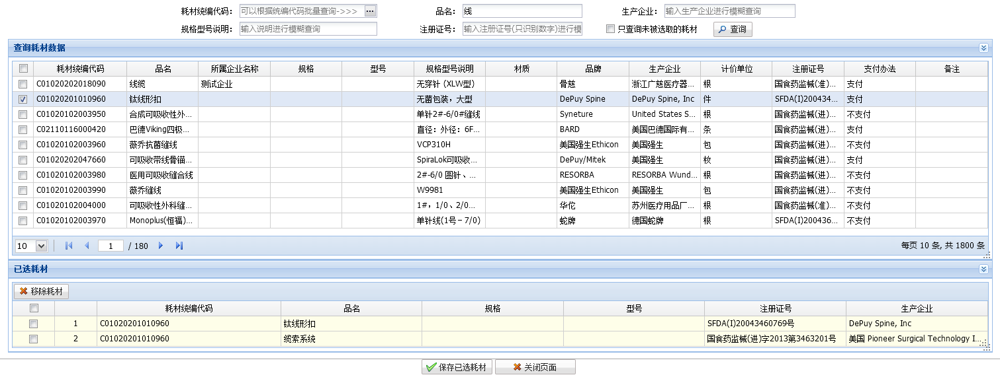 耗材统编代码： 可以根据统编代码批量查询->>> ... 品名： 线 生产企业： 输入生产企业进行模糊查询
规格型号说明： 输入说明进行模糊查询 注册证号： 输入注册证号(只识别数字)进行模 只查询未被选取的耗材 查询
查询耗材数据
耗材统编代码 品名 所属企业名称 规格 型号 规格型号说明 材质 品牌 生产企业 计价单位 注册证号 支付办法 备注
C01020202018090 线缆 测试企业 无穿针 (XLW型) 骨慈 浙江广慈医疗器... 根 国食药监械(准)... 支付
C01020201010960 钛线形扣 无菌包装，大型 DePuy Spine DePuy Spine, Inc 件 SFDA(I)200434... 支付
C01020102003950 合成可吸收性外... 单针2#-6/0#缝线 Syneture United States S... 根 国食药监械(进)... 不支付
C02110116000420 巴德Viking四极... 直径：外径：6F... BARD 美国巴德国际有... 条 国食药监械(进)... 支付
C01020102003960 薇乔抗菌缝线 VCP310H 美国强生Ethicon 美国强生 包 国食药监械(进)... 不支付
C01020202047660 可吸收带线骨锚... SpiraLok可吸收... DePuy/Mitek 美国强生 枚 国食药监械(进)... 支付
C01020102003980 医用可吸收缝合线 2#-6/0 圆针、... RESORBA RESORBA Wund... 根 国食药监械(进)... 不支付
C01020102003990 薇乔缝线 W9981 美国强生Ethicon 美国强生 包 国食药监械(进)... 不支付
C01020102004000 可吸收性外科缝... 1#，1/0、2/0... 华佗 苏州医疗用品厂... 根 国食药监械(准)... 不支付
C01020102003970 Monoplus(恒福)... 单针线(1号－7/0) 蛇牌 德国蛇牌 根 SFDA(I)200436... 不支付
10 1 / 180 每页 10 条, 共 1800 条
已选耗材
移除耗材
耗材统编代码 品名 规格 型号 注册证号 生产企业
1 C01020201010960 钛线形扣 SFDA(I)20043460769号 DePuy Spine, Inc
2 C01020201010960 缆索系统 国食药监械(进)字2013第3463201号 美国 Pioneer Surgical Technology I...
保存已选耗材 关闭页面